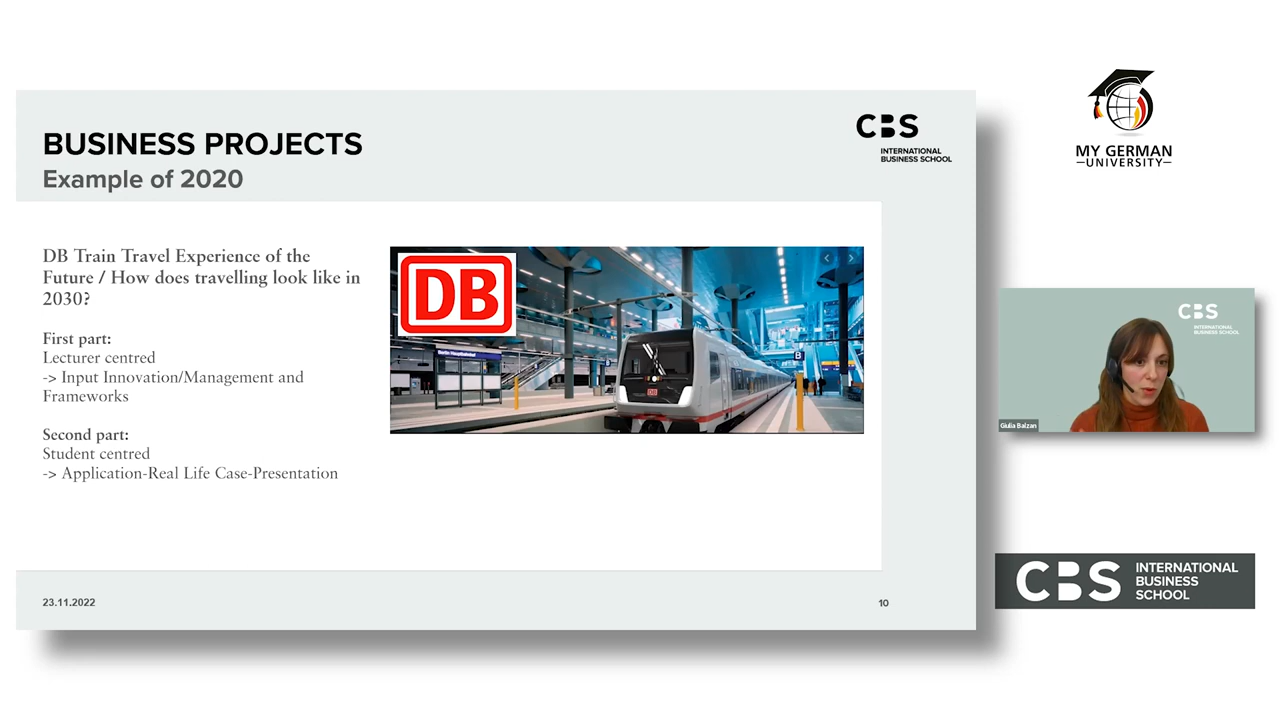 BUSINESS PROJECTS
Example of 2020
CBS
INTERNATIONAL
BUSINESS SCHOOL
DB Train Travel Experience of the
Future / How does travelling look like in
2030?
First part:
Lecturer centred
-> Input Innovation/Management and
Frameworks
Second part:
Student centred
-> Application-Real Life Case-Presentation
DB
Berlin Hauptbahnhof
B
DB
23.11.2022
10
MY GERMAN
UNIVERSITY
CBS
INTERNATIONAL
BUSINESS SCHOOL
Giulia Balzan
CBS
INTERNATIONAL
BUSINESS
SCHOOL